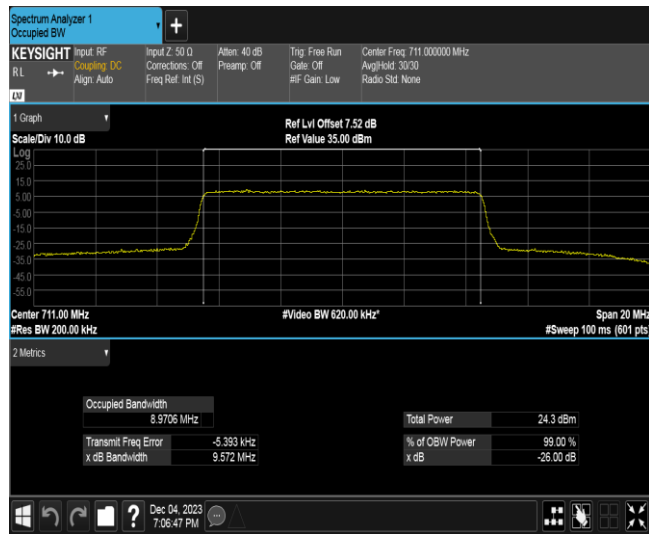 Spectrum Analyzer 1
Occupied BW
+
KEYSIGHT
RL
LXI
Input: RF
Coupling: DC
Align: Auto
Input Z: 50 Ω
Corrections: Off
Freq Ref: Int (S)
Atten: 40 dB
Preamp: Off
Trig: Free Run
Gate: Off
#IF Gain: Low
Center Freq: 711.000000 MHz
Avg|Hold: 30/30
Radio Std: None
1 Graph
Scale/Div 10.0 dB
Ref Lvl Offset 7.52 dB
Ref Value 35.00 dBm
Log
25.0
15.0
5.00
-5.00
-15.0
-25.0
-35.0
-45.0
-55.0
Center 711.00 MHz
#Video BW 620.00 kHz*
Span 20 MHz
#Res BW 200.00 kHz
#Sweep 100 ms (601 pts)
2 Metrics
Occupied Bandwidth
8.9706 MHz
Transmit Freq Error -5.393 kHz
x dB Bandwidth 9.572 MHz
Total Power 24.3 dBm
% of OBW Power 99.00 %
x dB -26.00 dB
?
Dec 04, 2023
7:06:47 PM